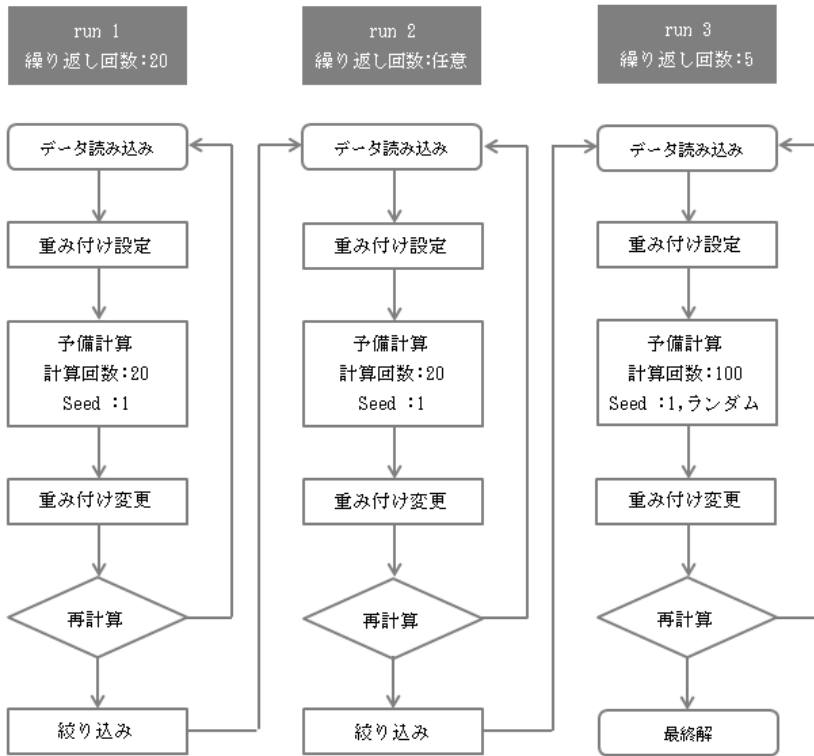 run 1
繰り返し回数:20
データ読み込み
重み付け設定
予備計算
計算回数:20
Seed :1
重み付け変更
再計算
絞り込み
run 2
繰り返し回数:任意
データ読み込み
重み付け設定
予備計算
計算回数:20
Seed :1
重み付け変更
再計算
絞り込み
run 3
繰り返し回数:5
データ読み込み
重み付け設定
予備計算
計算回数:100
Seed :1,ランダム
重み付け変更
再計算
最終解